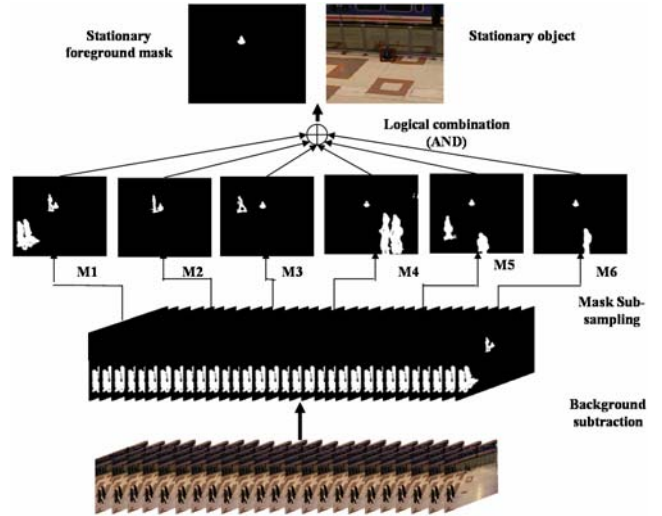 Stationary
foreground mask
Stationary object
Logical combination
(AND)
M1
M2
M3
M4
M5
M6
Mask Sub-
sampling
Background
subtraction